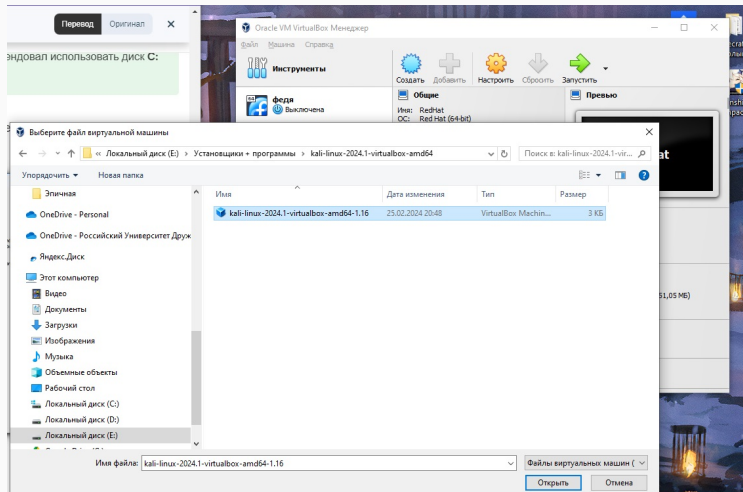 Перевод Оригинал
ендовал использовать диск C:
Oracle VM VirtualBox Менеджер
Файл Машина Справка
Инструменты
Создать Добавить Настроить Сбросить Запустить
федя
Выключена
Общие
Имя: RedHat
ОС: Red Hat (64-bit)
Превью
at
51,05 МБ)
Выберите файл виртуальной машины
« Локальный диск (E:) › Установщики + программы › kali-linux-2024.1-virtualbox-amd64
Поиск в: kali-linux-2024.1-vir...
Упорядочить Новая папка
Имя Дата изменения Тип Размер
kali-linux-2024.1-virtualbox-amd64-1.16 25.02.2024 20:48 VirtualBox Machin... 3 КБ
Эпичная
OneDrive - Personal
OneDrive - Российский Университет Друж
Яндекс.Диск
Этот компьютер
Видео
Документы
Загрузки
Изображения
Музыка
Объемные объекты
Рабочий стол
Локальный диск (C:)
Локальный диск (D:)
Локальный диск (E:)
Имя файла: kali-linux-2024.1-virtualbox-amd64-1.16
Файлы виртуальных машин (
Открыть Отмена